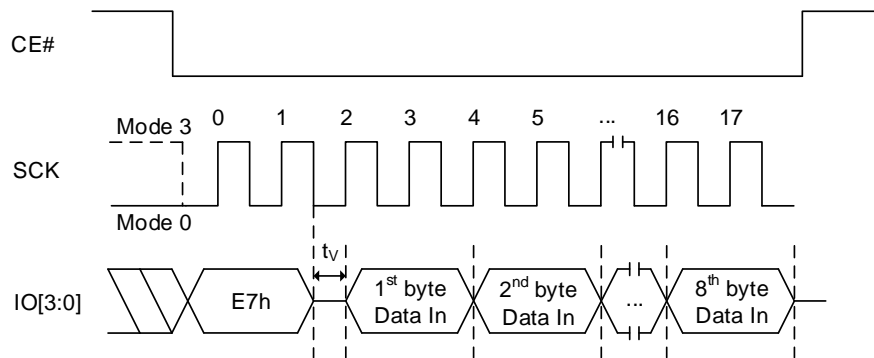 CE#
0 1 2 3 4 5 ... 16 17
Mode 3
SCK
Mode 0
tV
IO[3:0]
E7h
1st byte
Data In
2nd byte
Data In
...
8th byte
Data In